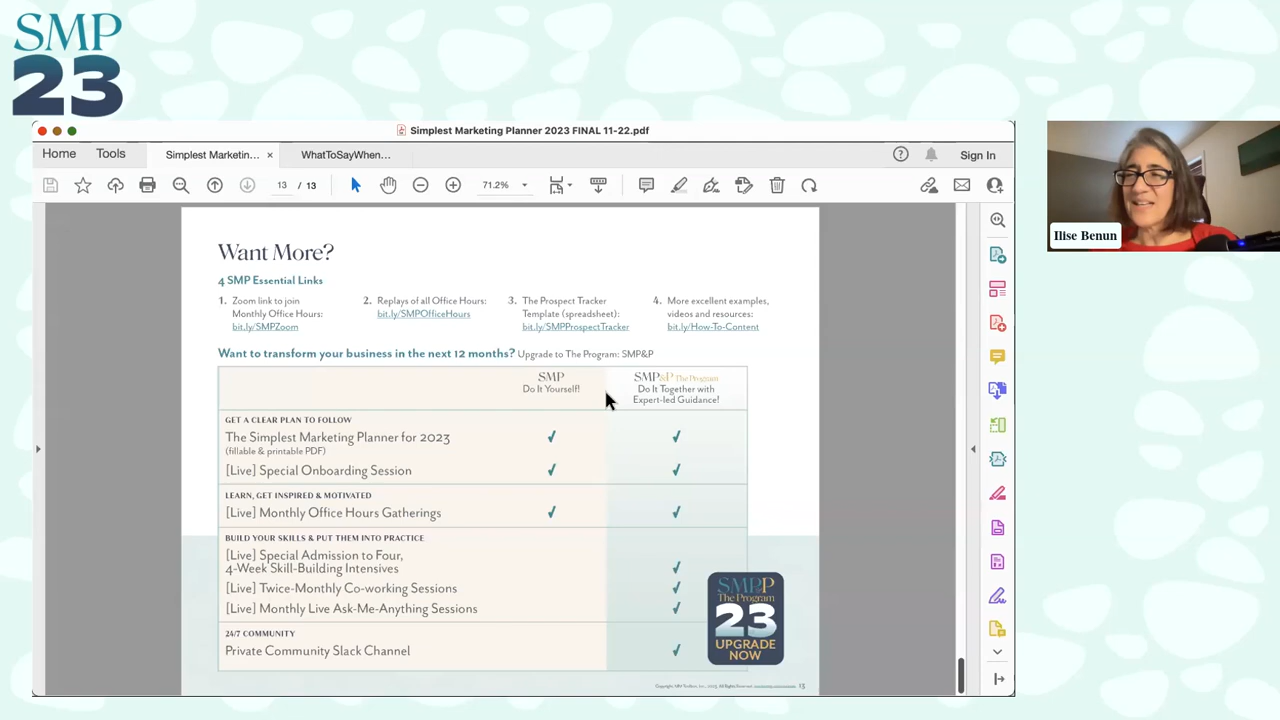 SMP
23
Simplest Marketing Planner 2023 FINAL 11-22.pdf
Home
Tools
Simplest Marketin...
×
WhatToSayWhen...
Sign In
13 / 13
71.2%
Ilise Benun
Want More?
4 SMP Essential Links
1. Zoom link to join
Monthly Office Hours:
bit.ly/SMPZoom
2. Replays of all Office Hours:
bit.ly/SMPOfficeHours
3. The Prospect Tracker
Template (spreadsheet):
bit.ly/SMPProspectTracker
4. More excellent examples,
videos and resources:
bit.ly/How-To-Content
Want to transform your business in the next 12 months? Upgrade to The Program: SMP&P
SMP
Do It Yourself!
SMP&P The Program
Do It Together with
Expert-led Guidance!
GET A CLEAR PLAN TO FOLLOW
The Simplest Marketing Planner for 2023
(fillable & printable PDF)
[Live] Special Onboarding Session
LEARN, GET INSPIRED & MOTIVATED
[Live] Monthly Office Hours Gatherings
BUILD YOUR SKILLS & PUT THEM INTO PRACTICE
[Live] Special Admission to Four,
4-Week Skill-Building Intensives
[Live] Twice-Monthly Co-working Sessions
[Live] Monthly Live Ask-Me-Anything Sessions
24/7 COMMUNITY
Private Community Slack Channel
SMP&P
The Program
23
UPGRADE
NOW
13